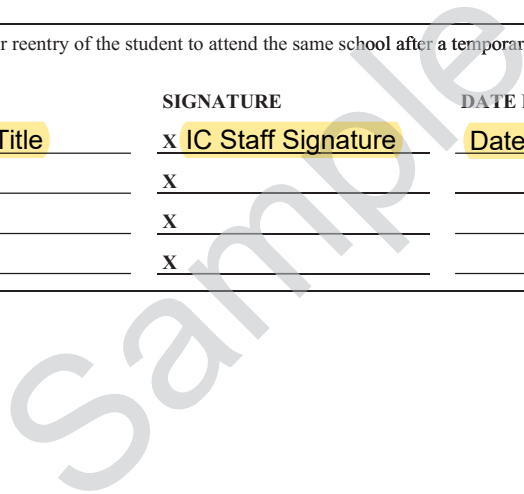 r reentry of the student to attend the same school after a temporar
SIGNATURE DATE
Title X IC Staff Signature Date
X
X
X
Sample